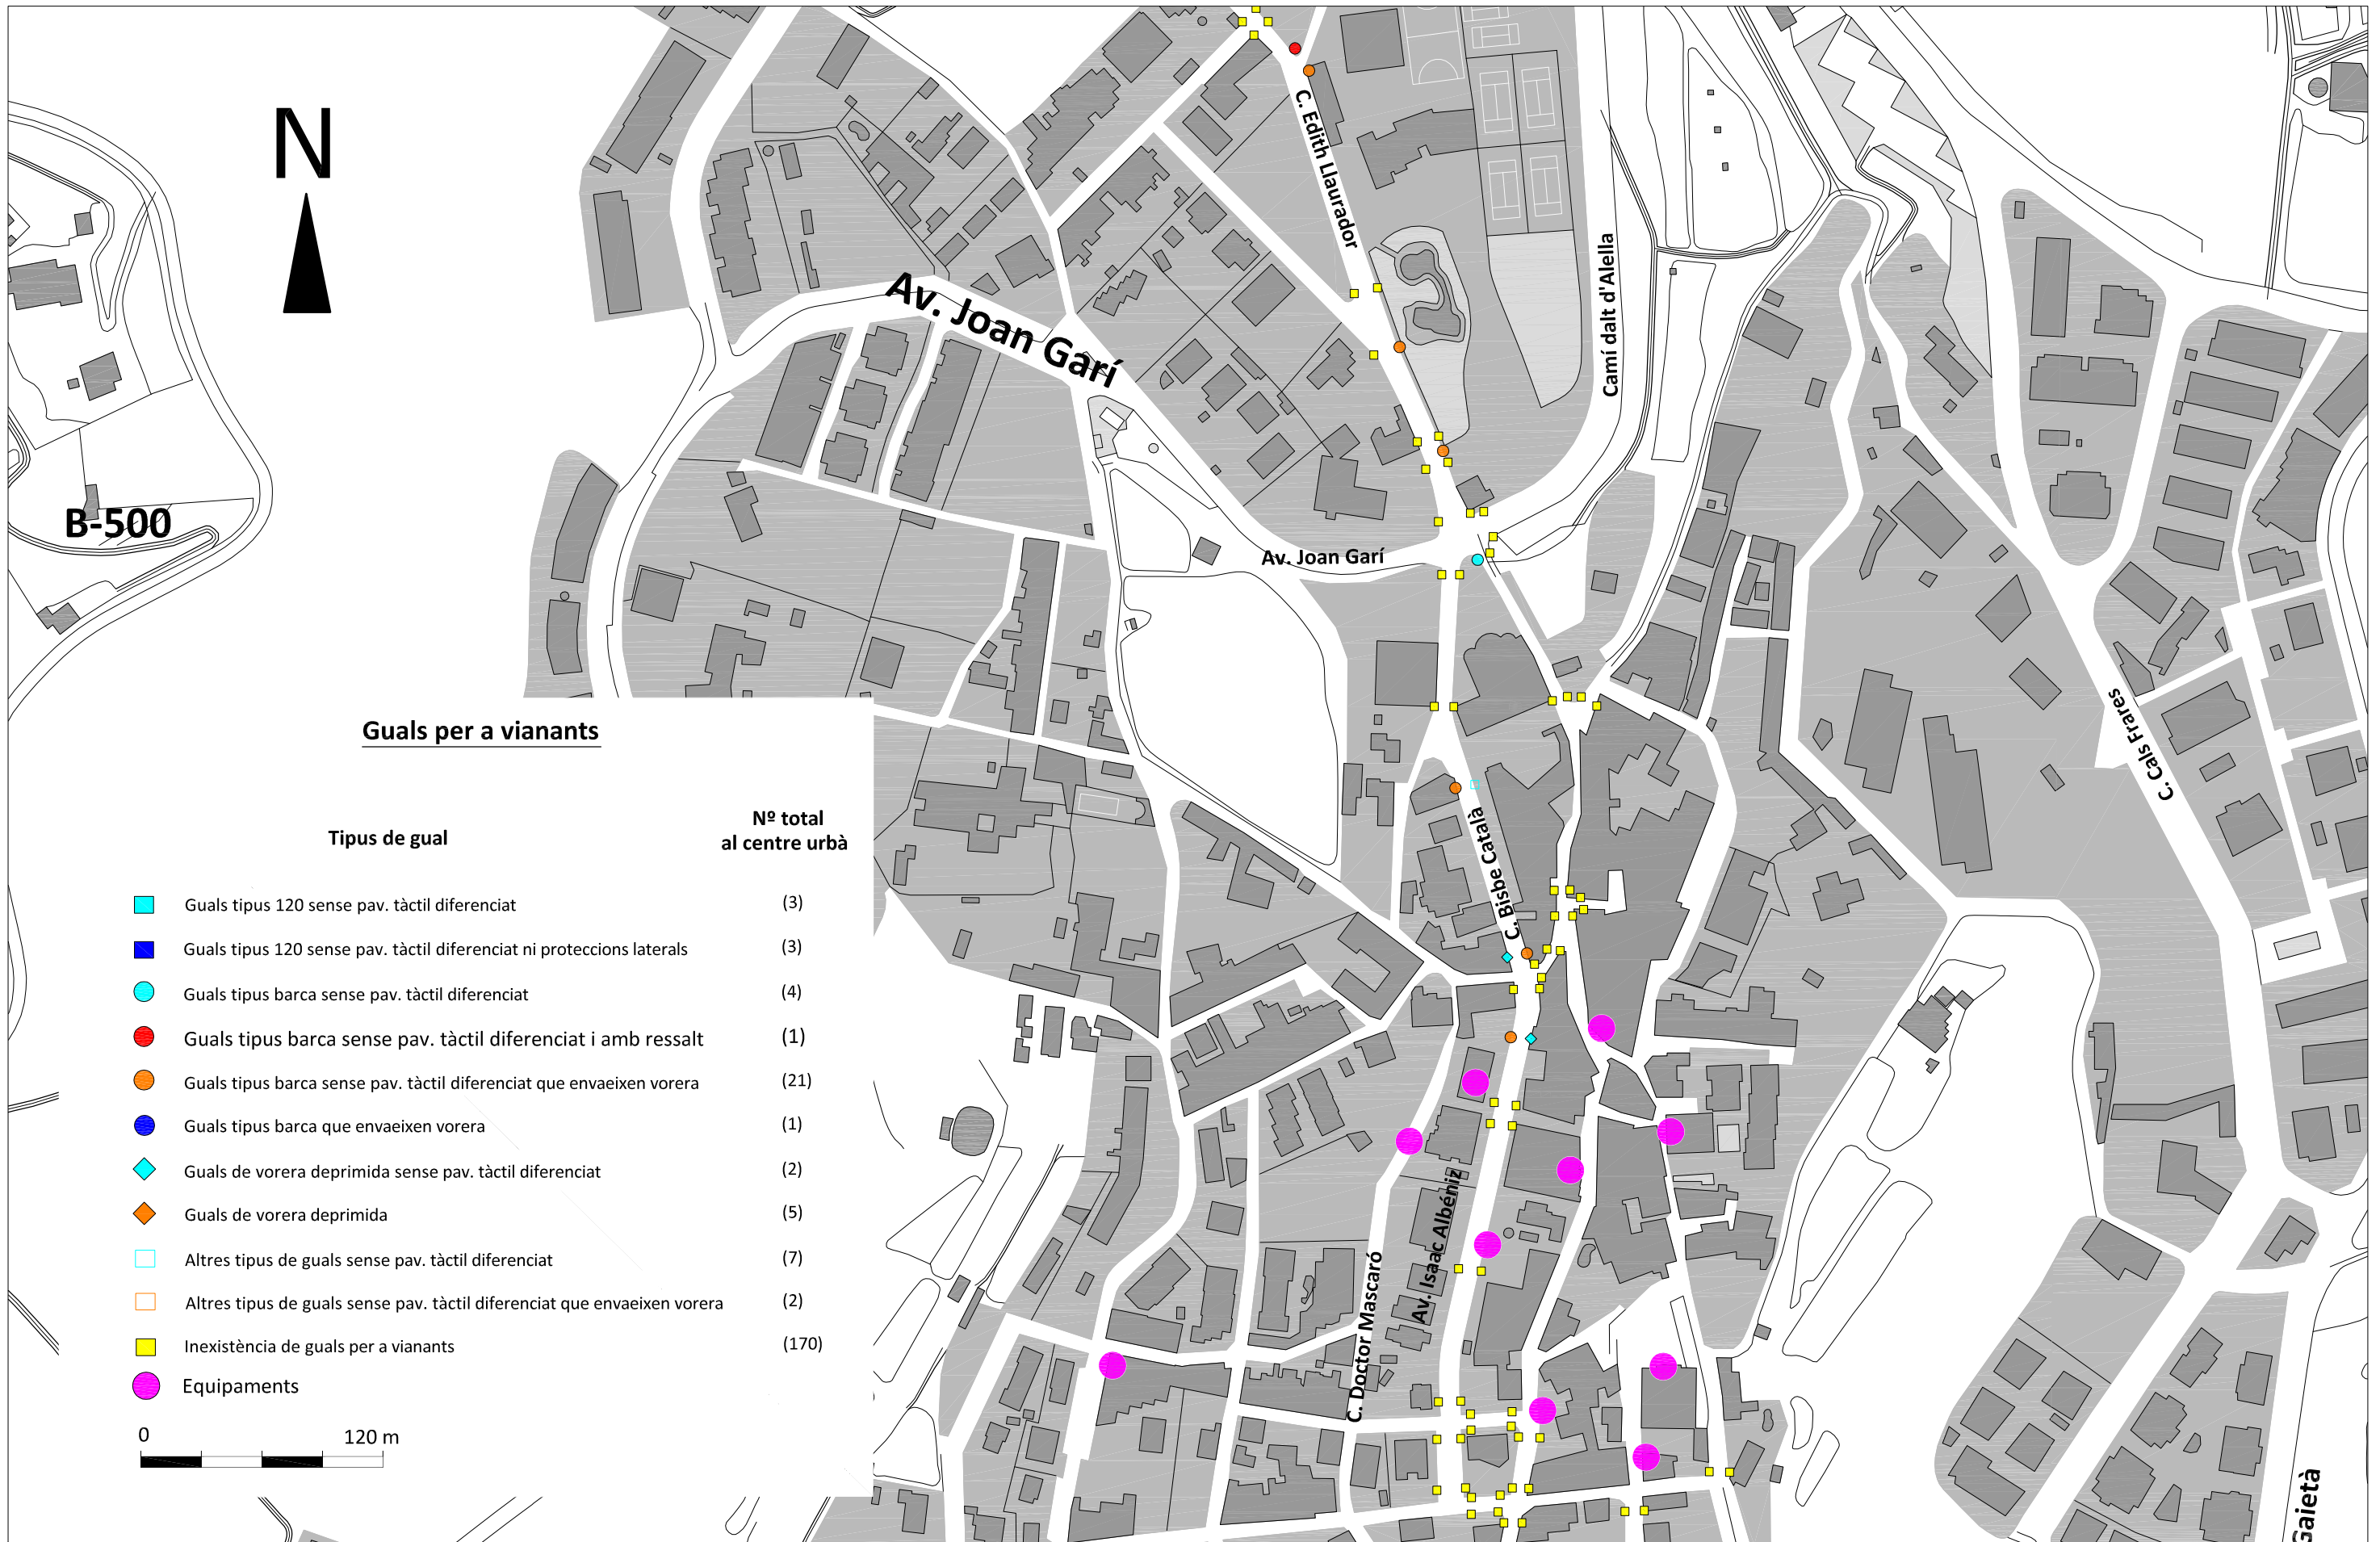 N
C. Edith Llaurador
Camí dalt d'Alella
Av. Joan Garí
B-500
Av. Joan Garí
C. Cals Frares
C. Bisbe Català
Guals per a vianants
Tipus de gual
Nº total
al centre urbà
Guals tipus 120 sense pav. tàctil diferenciat (3)
Guals tipus 120 sense pav. tàctil diferenciat ni proteccions laterals (3)
Guals tipus barca sense pav. tàctil diferenciat (4)
Guals tipus barca sense pav. tàctil diferenciat i amb ressalt (1)
Guals tipus barca sense pav. tàctil diferenciat que envaeixen vorera (21)
Guals tipus barca que envaeixen vorera (1)
Guals de vorera deprimida sense pav. tàctil diferenciat (2)
Guals de vorera deprimida (5)
Altres tipus de guals sense pav. tàctil diferenciat (7)
Altres tipus de guals sense pav. tàctil diferenciat que envaeixen vorera (2)
Inexistència de guals per a vianants (170)
Equipaments
0 120 m
Av. Isaac Albéniz
C. Doctor Mascaró
Gaietà